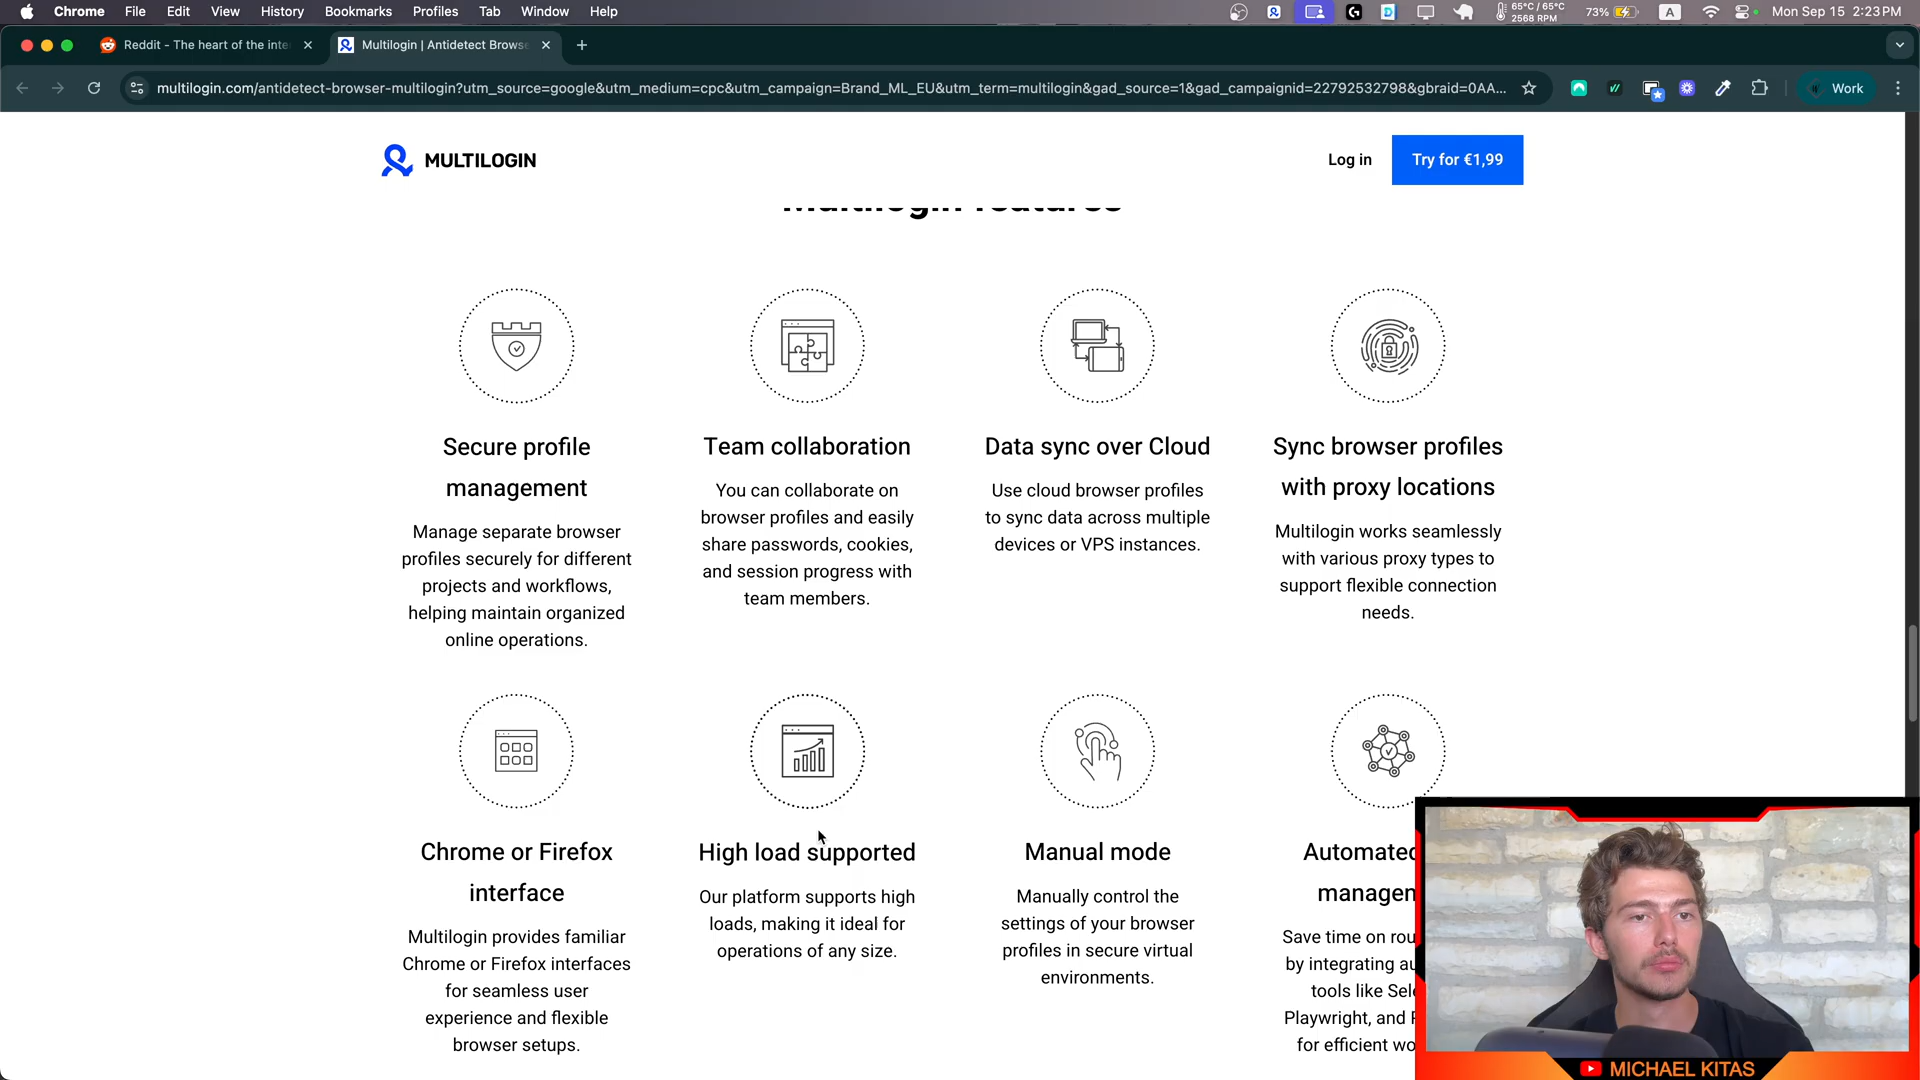 Chrome File Edit View History Bookmarks Profiles Tab Window Help
65°C / 65°C
2568 RPM
73% A Mon Sep 15 2:23 PM
Reddit - The heart of the inte
Multilogin | Antidetect Browse
multilogin.com/antidetect-browser-multilogin?utm_source=google&utm_medium=cpc&utm_campaign=Brand_ML_EU&utm_term=multilogin&gad_source=1&gad_campaignid=22792532798&gbraid=0AA...
Work
MULTILOGIN
Log in
Try for €1,99
Multilogin features
Secure profile
management
Manage separate browser
profiles securely for different
projects and workflows,
helping maintain organized
online operations.
Team collaboration
You can collaborate on
browser profiles and easily
share passwords, cookies,
and session progress with
team members.
Data sync over Cloud
Use cloud browser profiles
to sync data across multiple
devices or VPS instances.
Sync browser profiles
with proxy locations
Multilogin works seamlessly
with various proxy types to
support flexible connection
needs.
Chrome or Firefox
interface
Multilogin provides familiar
Chrome or Firefox interfaces
for seamless user
experience and flexible
browser setups.
High load supported
Our platform supports high
loads, making it ideal for
operations of any size.
Manual mode
Manually control the
settings of your browser
profiles in secure virtual
environments.
Automated
managem
Save time on rou
by integrating au
tools like Sele
Playwright, and
for efficient wo
MICHAEL KITAS